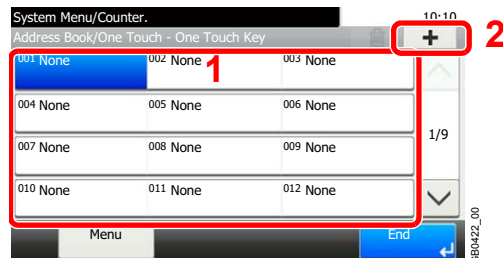 System Menu/Counter.
10:10
Address Book/One Touch - One Touch Key
+
2
001 None
002 None
003 None
1
004 None
005 None
006 None
1/9
007 None
008 None
009 None
010 None
011 None
012 None
Menu
End